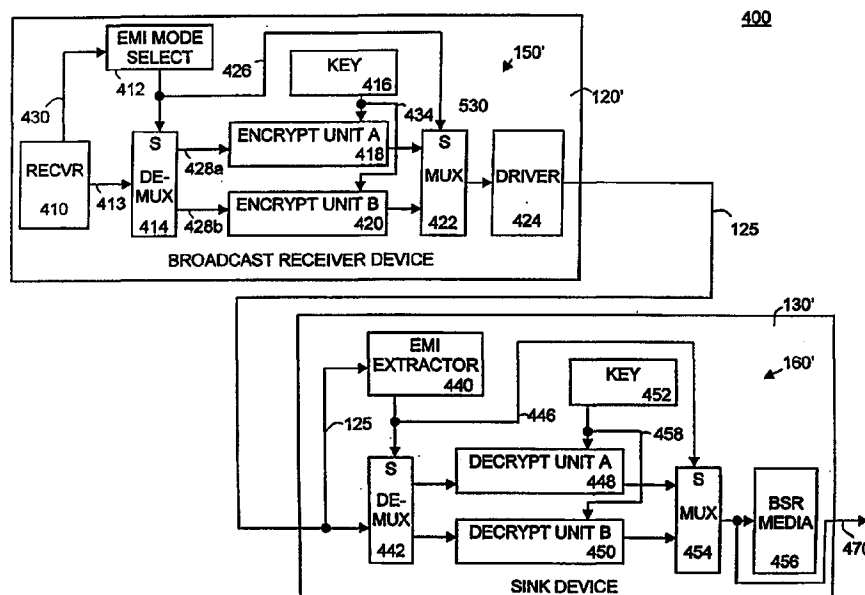 400
EMI MODE
SELECT
412
426
KEY
416
150'
120'
430
434
530
S
DE-
MUX
414
428a
428b
ENCRYPT UNIT A
418
ENCRYPT UNIT B
420
S
MUX
422
DRIVER
424
RECVR
410
413
125
BROADCAST RECEIVER DEVICE
130'
EMI
EXTRACTOR
440
KEY
452
160'
125
446
458
S
DE-
MUX
442
DECRYPT UNIT A
448
DECRYPT UNIT B
450
S
MUX
454
BSR
MEDIA
456
470
SINK DEVICE